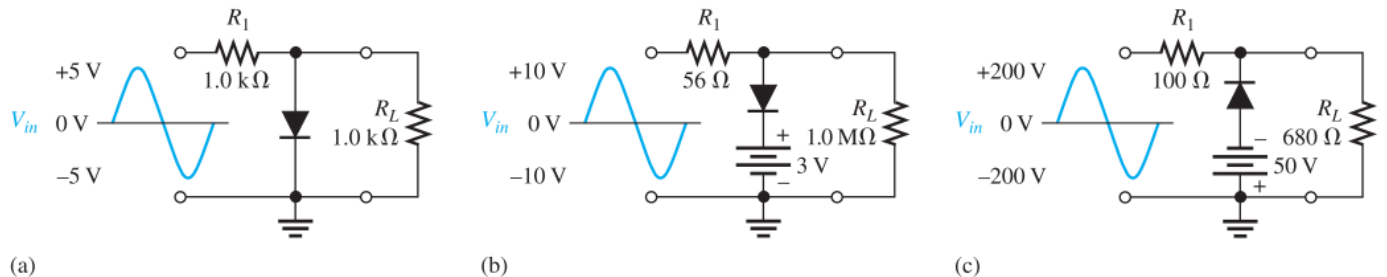 R1
1.0 kΩ
+5 V
Vin 0 V
−5 V
RL
1.0 kΩ
(a)
R1
56 Ω
+10 V
Vin 0 V
−10 V
+
3 V
−
RL
1.0 MΩ
(b)
R1
100 Ω
+200 V
Vin 0 V
−200 V
−
50 V
+
RL
680 Ω
(c)